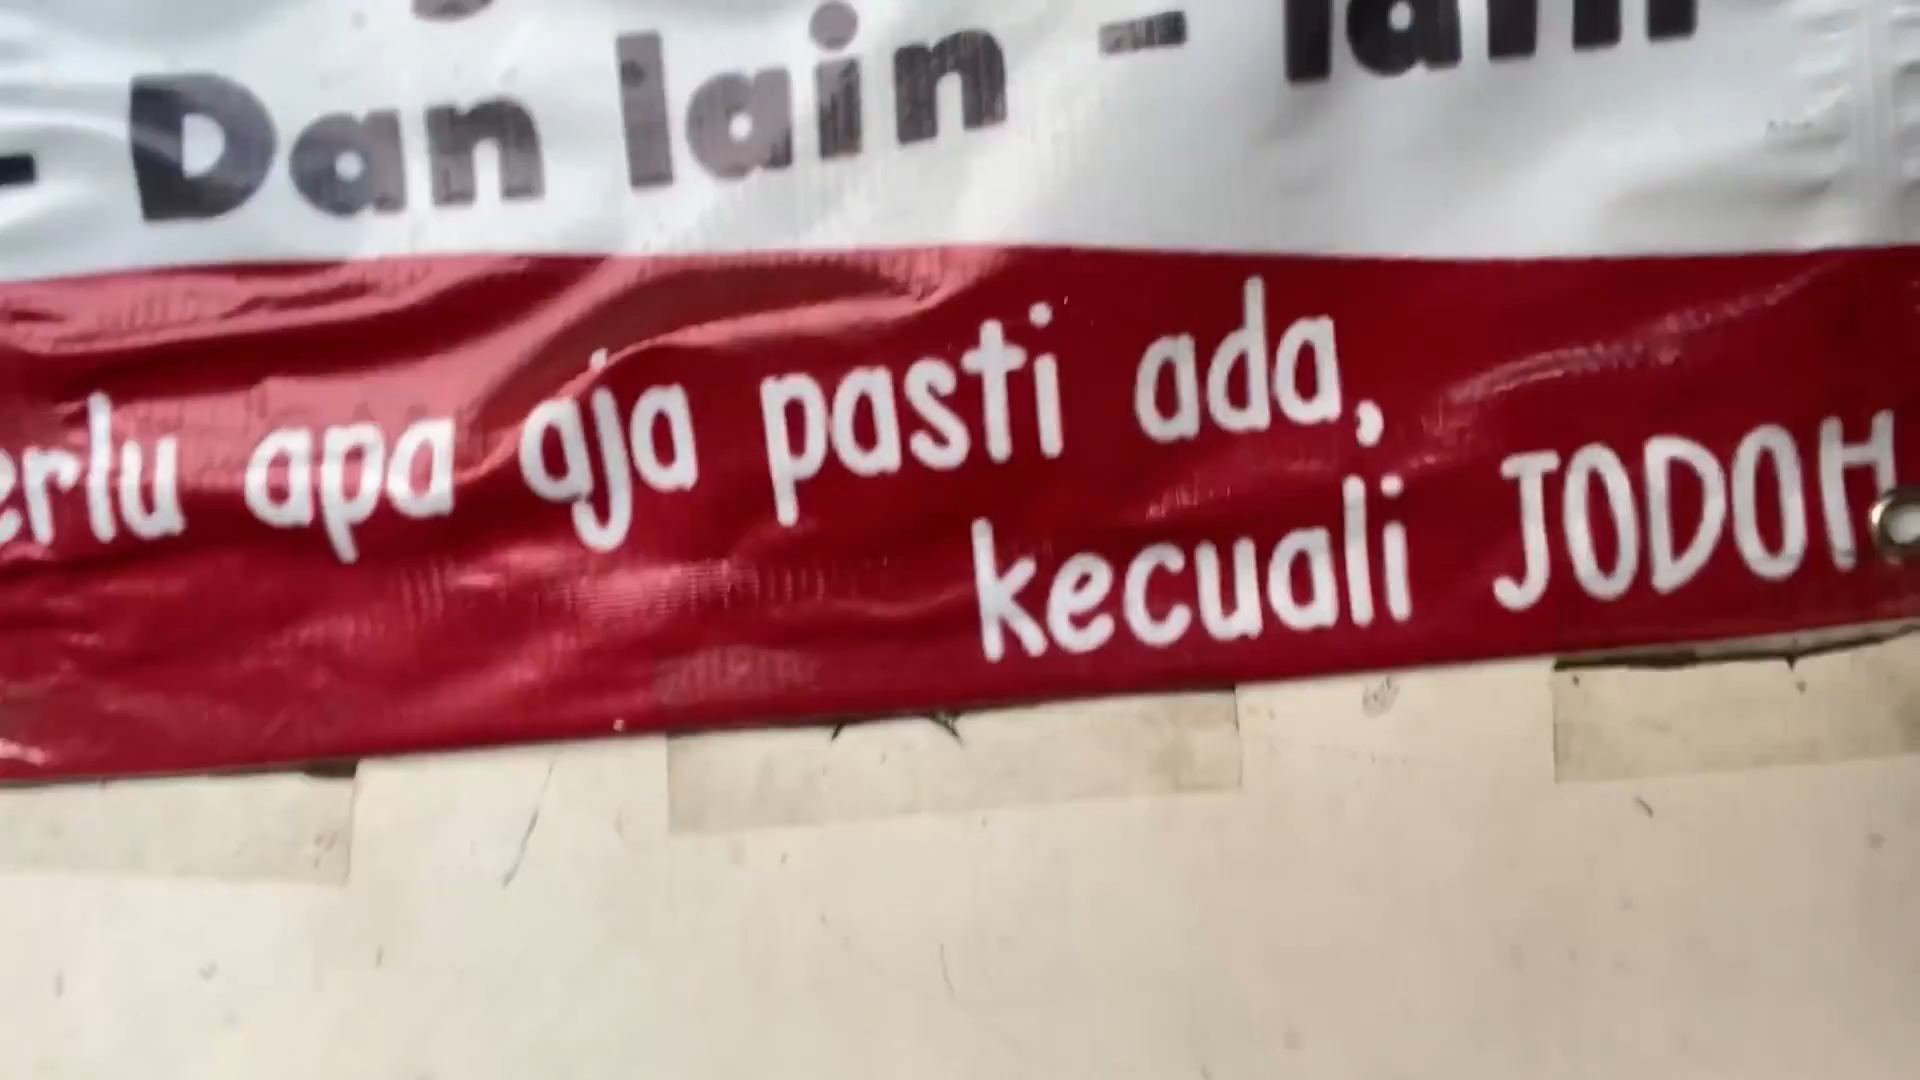 - Dan lain - lain
erlu apa aja pasti ada,
kecuali JODOH